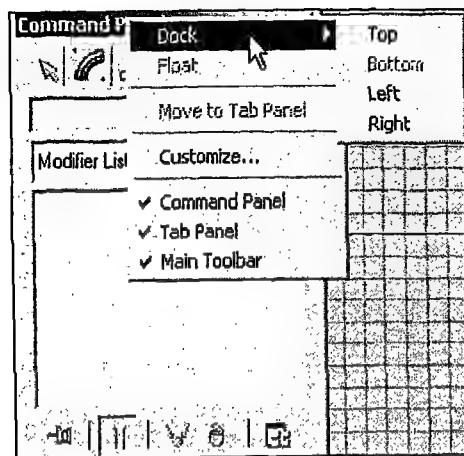 Command P
Dock
Float
Move to Tab Panel
Customize...
Command Panel
Tab Panel
Main Toolbar
Top
Bottom
Left
Right
Modifier List